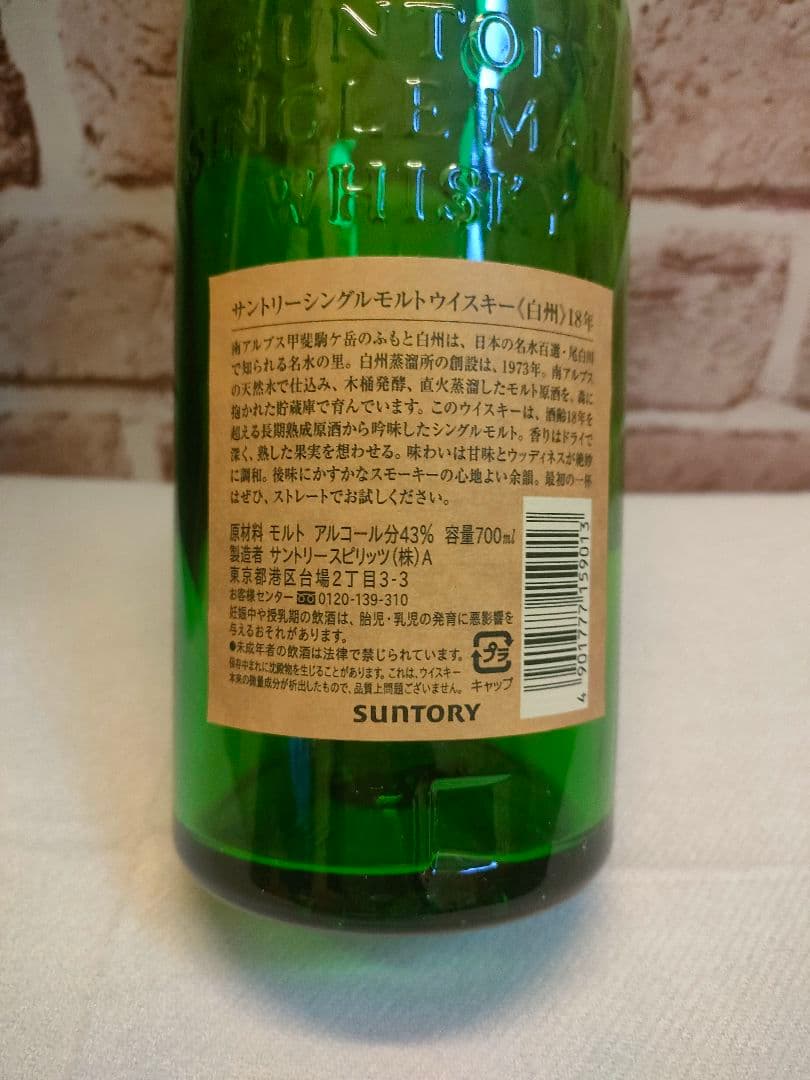 SUNTORY
SINGLE MALT
WHISKY
サントリーシングルモルトウイスキー《白州》18年
南アルプス甲斐駒ケ岳のふもと白州は、日本の名水百選・尾白川
で知られる名水の里。白州蒸溜所の創設は、1973年。南アルプス
の天然水で仕込み、木桶発酵、直火蒸溜したモルト原酒を、森に
抱かれた貯蔵庫で育んでいます。このウイスキーは、酒齢18年を
超える長期熟成原酒から吟味したシングルモルト。香りはドライで
深く、熟した果実を想わせる。味わいは甘味とウッディネスが絶妙
に調和。後味にかすかなスモーキーの心地よい余韻。最初の一杯
はぜひ、ストレートでお試しください。
原材料 モルト アルコール分43% 容量700ml
製造者 サントリースピリッツ(株)A
東京都港区台場2丁目3-3
お客様センター 0120-139-310
妊娠中や授乳期の飲酒は、胎児・乳児の発育に悪影響を
与えるおそれがあります。
●未成年者の飲酒は法律で禁じられています。
保存中まれに沈殿物を生じることがあります。これは、ウイスキー
本来の微量成分が析出したもので、品質上問題ございません。
プラ
キャップ
4 901777 159013
SUNTORY